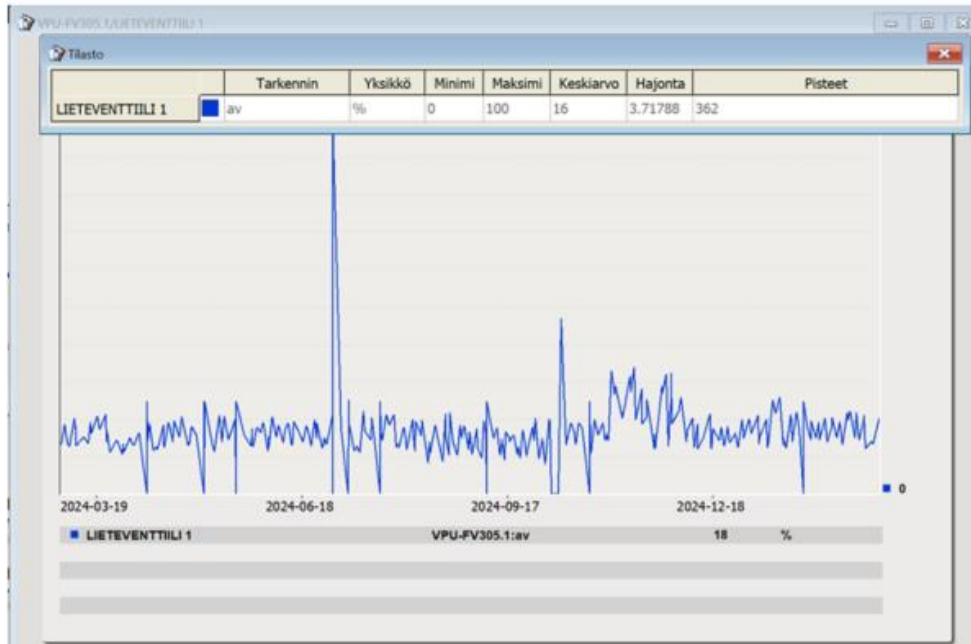 VPU-FV305.1/LIETEVENTTIILI 1
Tilasto
Tarkennin Yksikkö Minimi Maksimi Keskiarvo Hajonta Pisteet
LIETEVENTTIILI 1 av % 0 100 16 3.71788 362
0
2024-03-19 2024-06-18 2024-09-17 2024-12-18
LIETEVENTTIILI 1 VPU-FV305.1:av 18 %